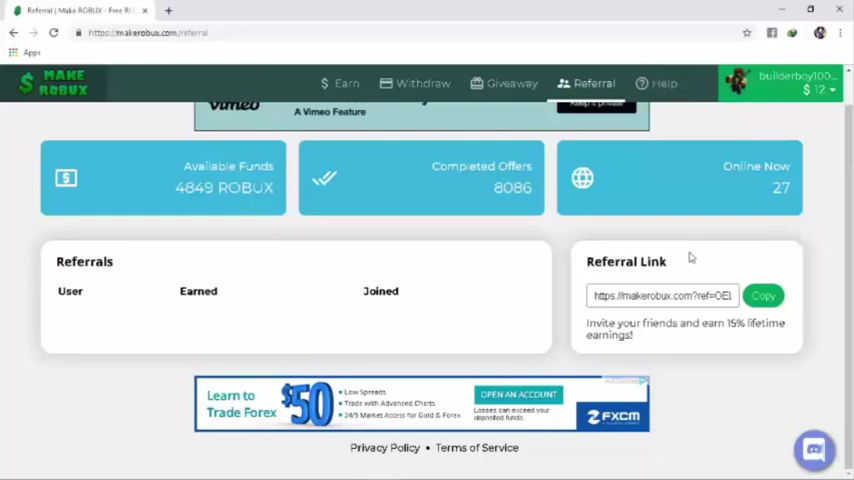 Referral | Make ROBUX - Free RO
https://makerobux.com/referral
Apps
$ MAKE ROBUX
$ Earn
Withdraw
Giveaway
Referral
Help
builderboy100...
$ 12
vimeo
A Vimeo Feature
Available Funds
4849 ROBUX
Completed Offers
8086
Online Now
27
Referrals
User Earned Joined
Referral Link
https://makerobux.com?ref=OEL
Copy
Invite your friends and earn 15% lifetime
earnings!
Learn to
Trade Forex
$50
• Low Spreads
• Trade with Advanced Charts
• 24/5 Market Access for Gold & Forex
OPEN AN ACCOUNT
Losses can exceed your
deposited funds.
FXCM
Privacy Policy • Terms of Service